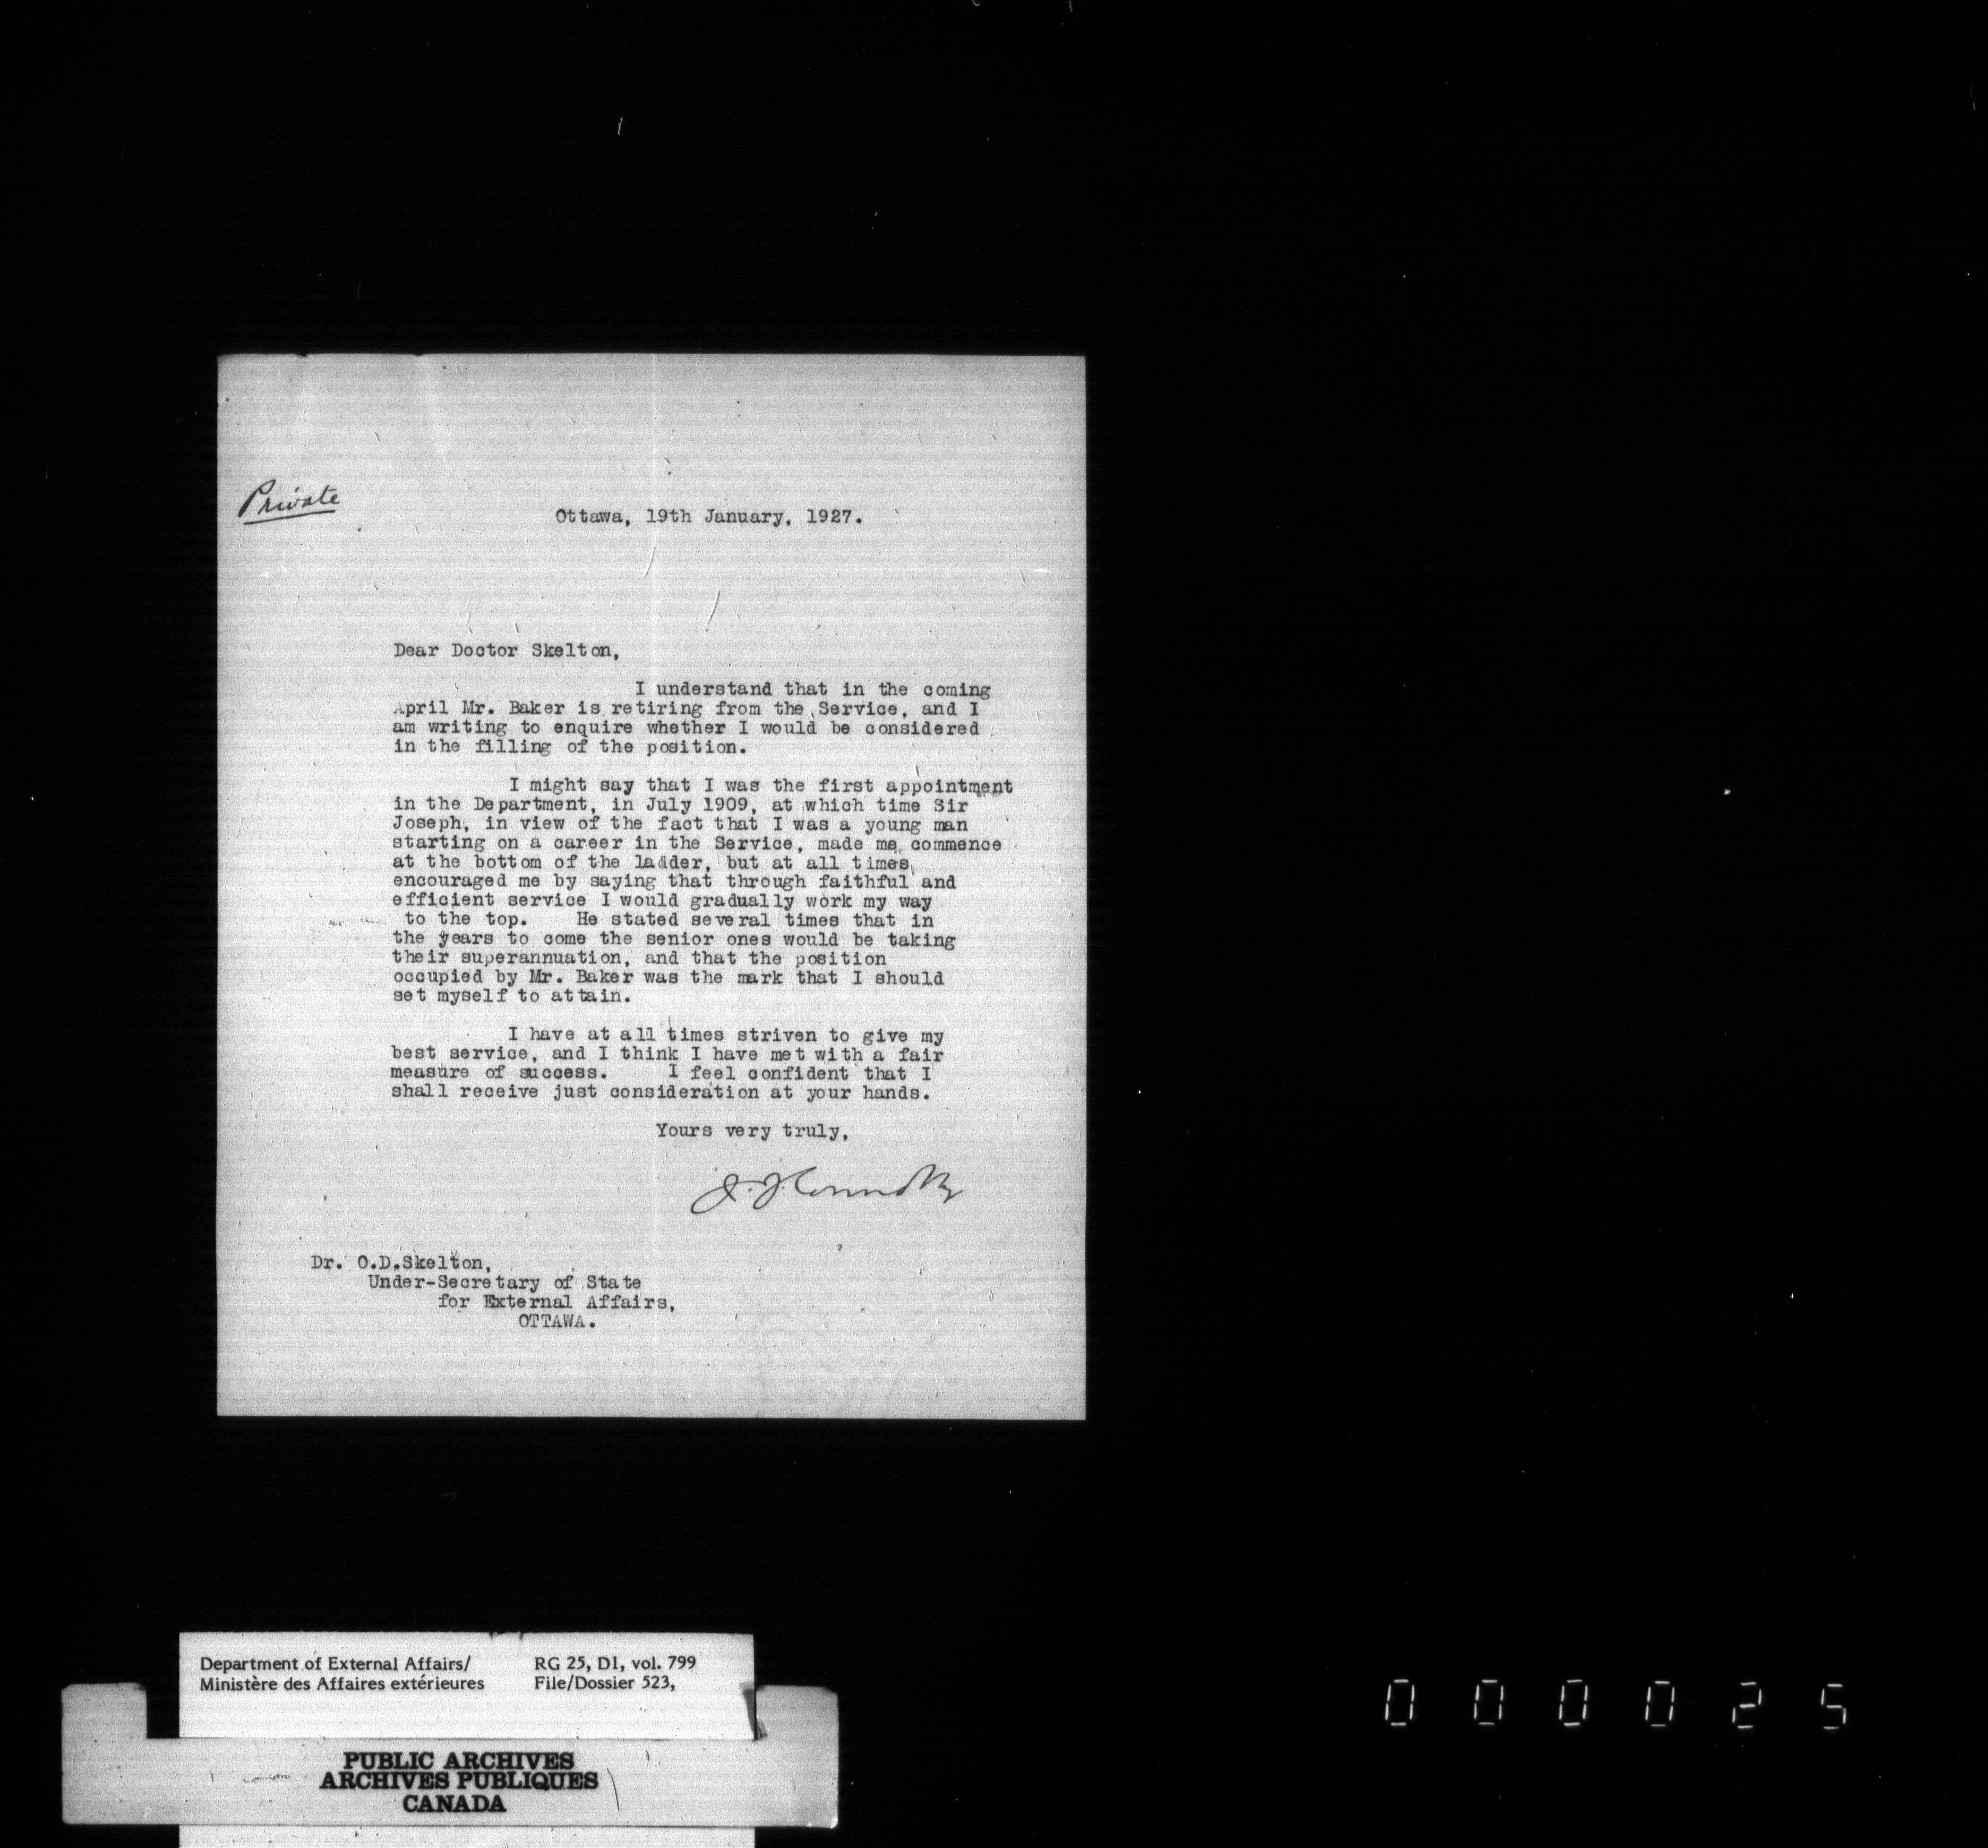 Private
Ottawa, 19th January, 1927.
Dear Doctor Skelton,
I understand that in the coming
April Mr. Baker is retiring from the Service, and I
am writing to enquire whether I would be considered
in the filling of the position.
I might say that I was the first appointment
in the Department, in July 1909, at which time Sir
Joseph, in view of the fact that I was a young man
starting on a career in the Service, made me commence
at the bottom of the ladder, but at all times
encouraged me by saying that through faithful and
efficient service I would gradually work my way
to the top. He stated several times that in
the years to come the senior ones would be taking
their superannuation, and that the position
occupied by Mr. Baker was the mark that I should
set myself to attain.
I have at all times striven to give my
best service, and I think I have met with a fair
measure of success. I feel confident that I
shall receive just consideration at your hands.
Yours very truly,
J. J. Connolly
Dr. O.D.Skelton,
Under-Secretary of State
for External Affairs,
OTTAWA.
Department of External Affairs/
Ministère des Affaires extérieures
RG 25, D1, vol. 799
File/Dossier 523,
PUBLIC ARCHIVES
ARCHIVES PUBLIQUES
CANADA
000025